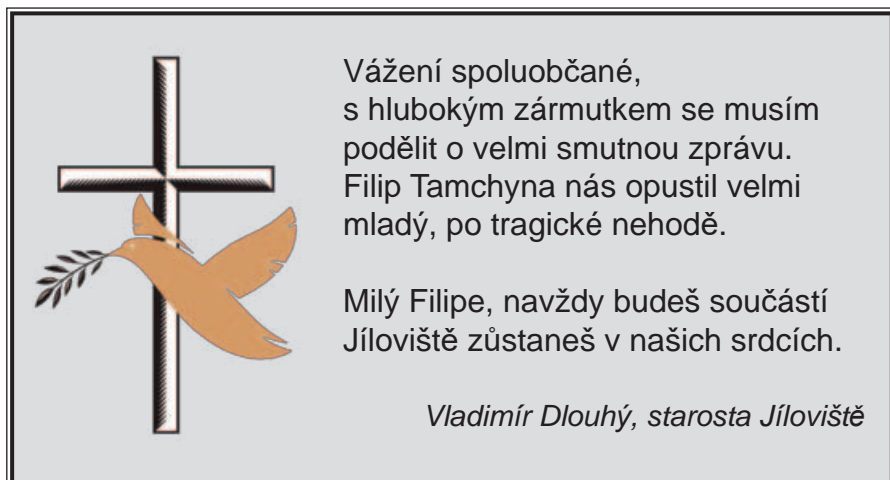 Vážení spoluobčané,
s hlubokým zármutkem se musím
podělit o velmi smutnou zprávu.
Filip Tamchyna nás opustil velmi
mladý, po tragické nehodě.
Milý Filipe, navždy budeš součástí
Jíloviště zůstaneš v našich srdcích.
Vladimír Dlouhý, starosta Jíloviště